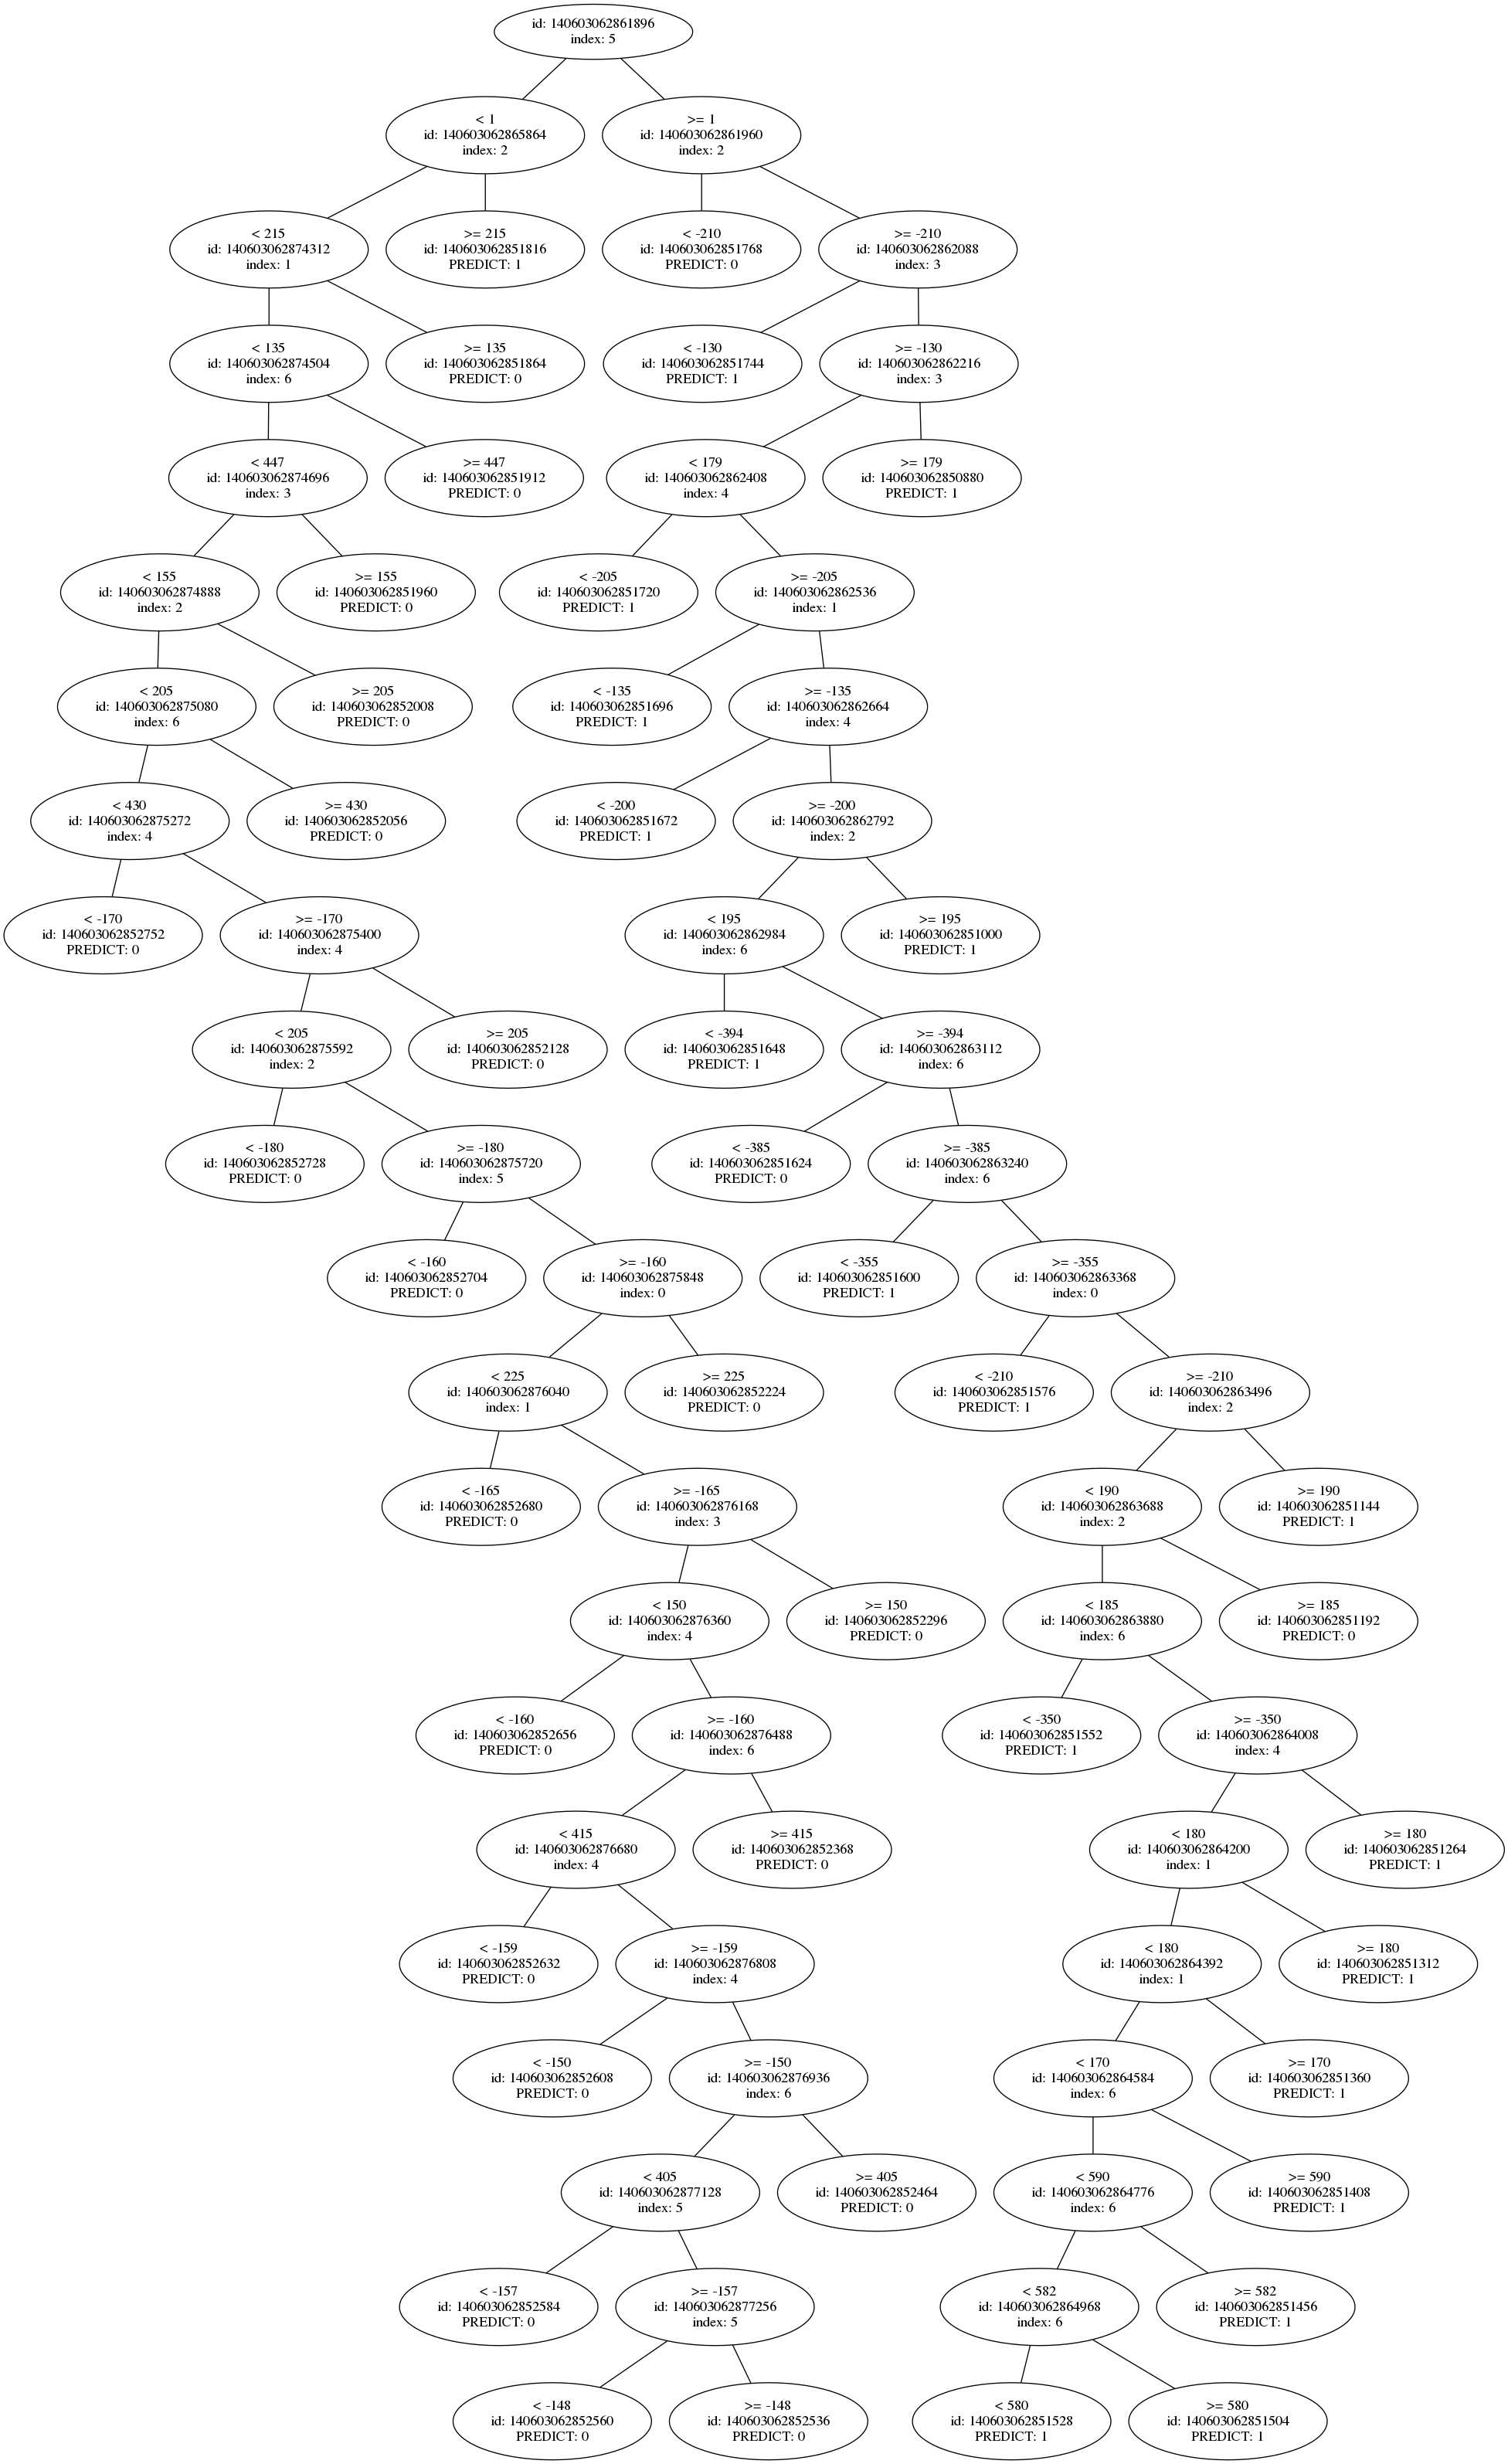 id: 140603062861896
index: 5
< 1
id: 140603062865864
index: 2
>= 1
id: 140603062861960
index: 2
< 215
id: 140603062874312
index: 1
>= 215
id: 140603062851816
PREDICT: 1
< -210
id: 140603062851768
PREDICT: 0
>= -210
id: 140603062862088
index: 3
< 135
id: 140603062874504
index: 6
>= 135
id: 140603062851864
PREDICT: 0
< -130
id: 140603062851744
PREDICT: 1
>= -130
id: 140603062862216
index: 3
< 447
id: 140603062874696
index: 3
>= 447
id: 140603062851912
PREDICT: 0
< 179
id: 140603062862408
index: 4
>= 179
id: 140603062850880
PREDICT: 1
< 155
id: 140603062874888
index: 2
>= 155
id: 140603062851960
PREDICT: 0
< -205
id: 140603062851720
PREDICT: 1
>= -205
id: 140603062862536
index: 1
< 205
id: 140603062875080
index: 6
>= 205
id: 140603062852008
PREDICT: 0
< -135
id: 140603062851696
PREDICT: 1
>= -135
id: 140603062862664
index: 4
< 430
id: 140603062875272
index: 4
>= 430
id: 140603062852056
PREDICT: 0
< -200
id: 140603062851672
PREDICT: 1
>= -200
id: 140603062862792
index: 2
< -170
id: 140603062852752
PREDICT: 0
>= -170
id: 140603062875400
index: 4
< 195
id: 140603062862984
index: 6
>= 195
id: 140603062851000
PREDICT: 1
< 205
id: 140603062875592
index: 2
>= 205
id: 140603062852128
PREDICT: 0
< -394
id: 140603062851648
PREDICT: 1
>= -394
id: 140603062863112
index: 6
< -180
id: 140603062852728
PREDICT: 0
>= -180
id: 140603062875720
index: 5
< -385
id: 140603062851624
PREDICT: 0
>= -385
id: 140603062863240
index: 6
< -160
id: 140603062852704
PREDICT: 0
>= -160
id: 140603062875848
index: 0
< -355
id: 140603062851600
PREDICT: 1
>= -355
id: 140603062863368
index: 0
< 225
id: 140603062876040
index: 1
>= 225
id: 140603062852224
PREDICT: 0
< -210
id: 140603062851576
PREDICT: 1
>= -210
id: 140603062863496
index: 2
< -165
id: 140603062852680
PREDICT: 0
>= -165
id: 140603062876168
index: 3
< 190
id: 140603062863688
index: 2
>= 190
id: 140603062851144
PREDICT: 1
< 150
id: 140603062876360
index: 4
>= 150
id: 140603062852296
PREDICT: 0
< 185
id: 140603062863880
index: 6
>= 185
id: 140603062851192
PREDICT: 0
< -160
id: 140603062852656
PREDICT: 0
>= -160
id: 140603062876488
index: 6
< -350
id: 140603062851552
PREDICT: 1
>= -350
id: 140603062864008
index: 4
< 415
id: 140603062876680
index: 4
>= 415
id: 140603062852368
PREDICT: 0
< 180
id: 140603062864200
index: 1
>= 180
id: 140603062851264
PREDICT: 1
< -159
id: 140603062852632
PREDICT: 0
>= -159
id: 140603062876808
index: 4
< 180
id: 140603062864392
index: 1
>= 180
id: 140603062851312
PREDICT: 1
< -150
id: 140603062852608
PREDICT: 0
>= -150
id: 140603062876936
index: 6
< 170
id: 140603062864584
index: 6
>= 170
id: 140603062851360
PREDICT: 1
< 405
id: 140603062877128
index: 5
>= 405
id: 140603062852464
PREDICT: 0
< 590
id: 140603062864776
index: 6
>= 590
id: 140603062851408
PREDICT: 1
< -157
id: 140603062852584
PREDICT: 0
>= -157
id: 140603062877256
index: 5
< 582
id: 140603062864968
index: 6
>= 582
id: 140603062851456
PREDICT: 1
< -148
id: 140603062852560
PREDICT: 0
>= -148
id: 140603062852536
PREDICT: 0
< 580
id: 140603062851528
PREDICT: 1
>= 580
id: 140603062851504
PREDICT: 1